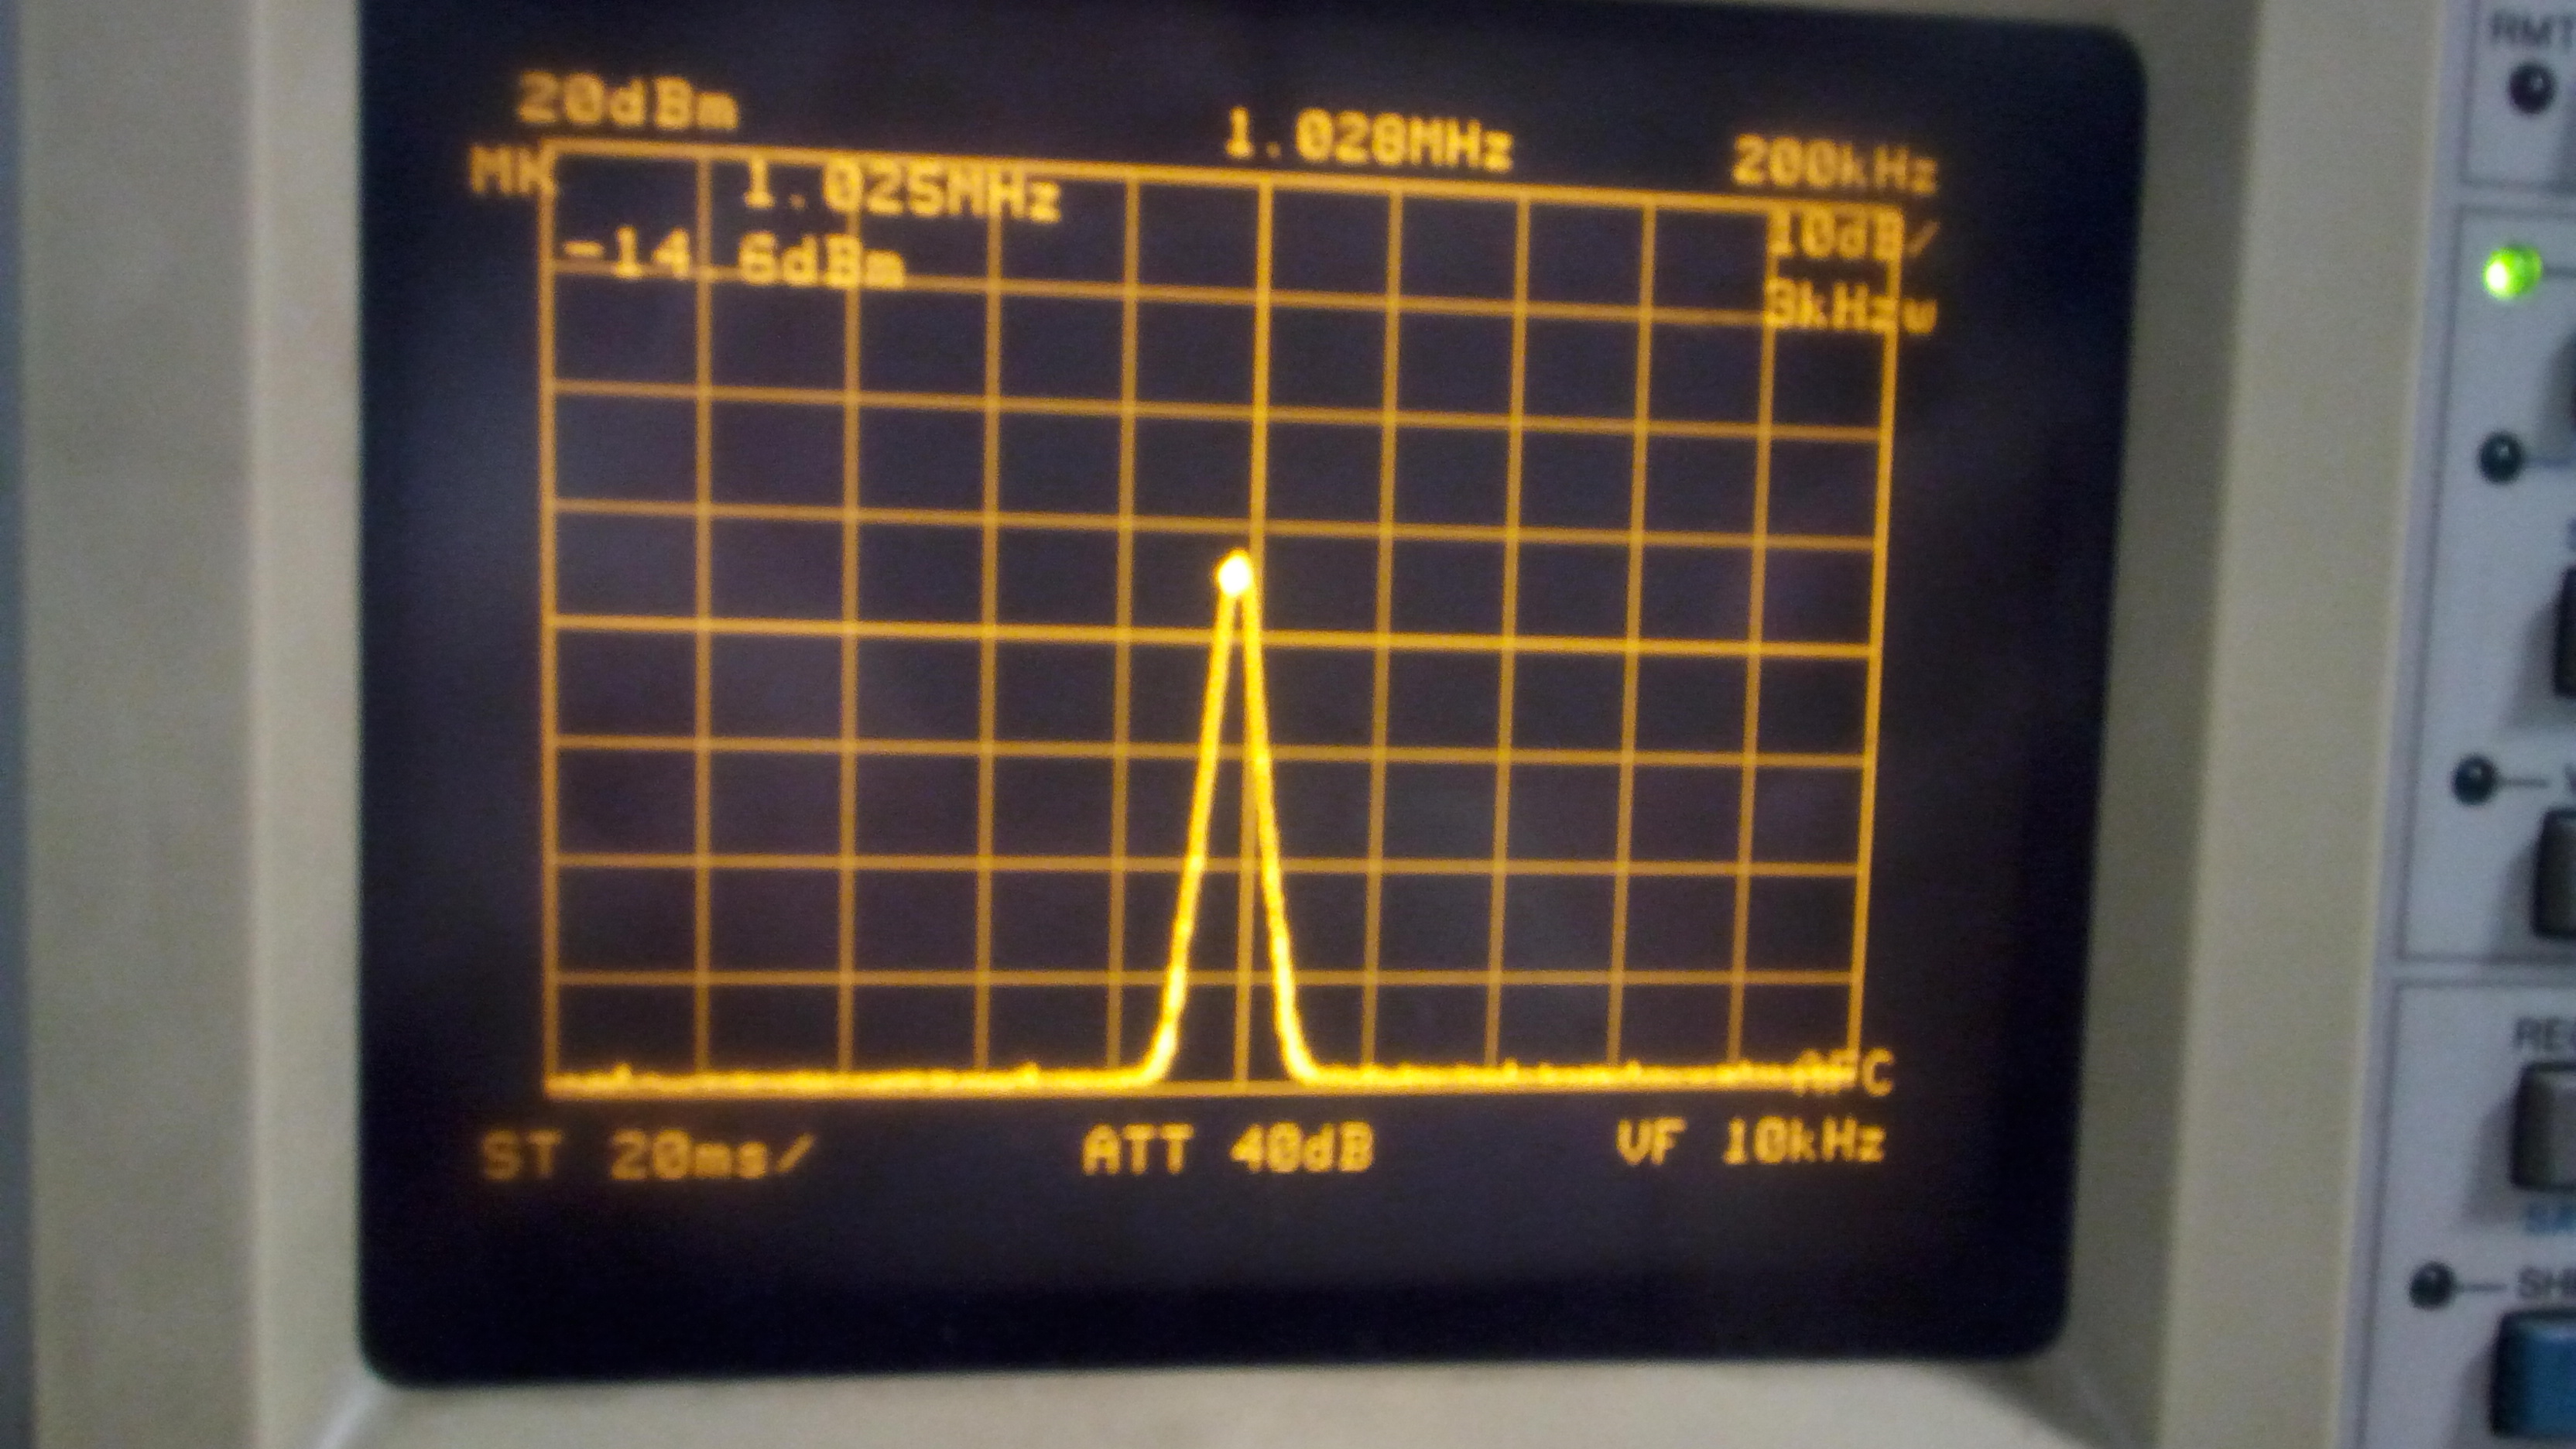 20dBm
1.028MHz
200kHz
MK 1.025MHz
10dB/
-14.6dBm
3kHzw
AFC
ST 20ms/
ATT 40dB
VF 10kHz
RMT